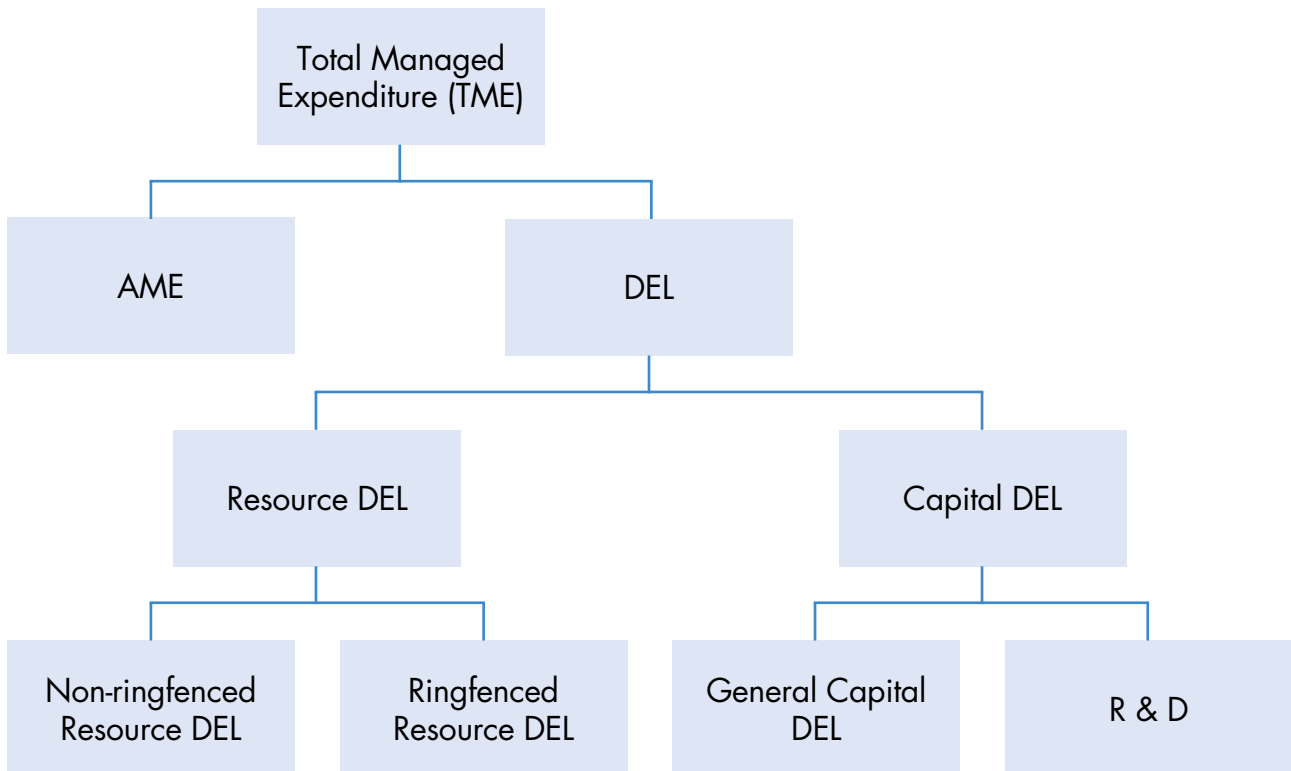 Total Managed
Expenditure (TME)
AME
DEL
Resource DEL
Capital DEL
Non-ringfenced
Resource DEL
Ringfenced
Resource DEL
General Capital
DEL
R & D